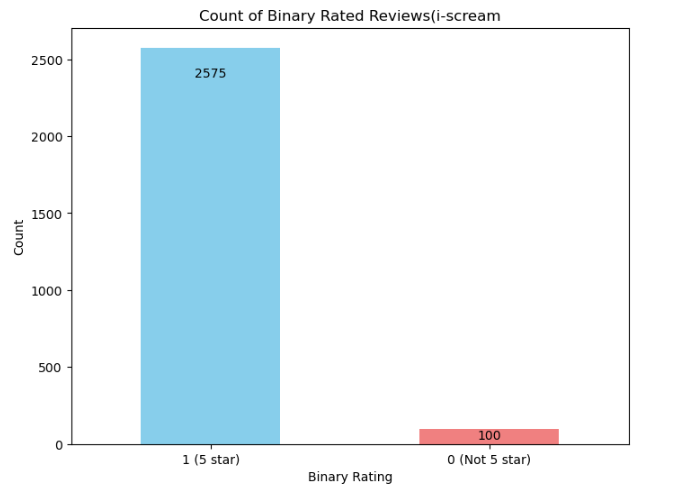 Count of Binary Rated Reviews(i-scream
2500
2000
1500
1000
500
0
Count
2575
100
1 (5 star)
0 (Not 5 star)
Binary Rating